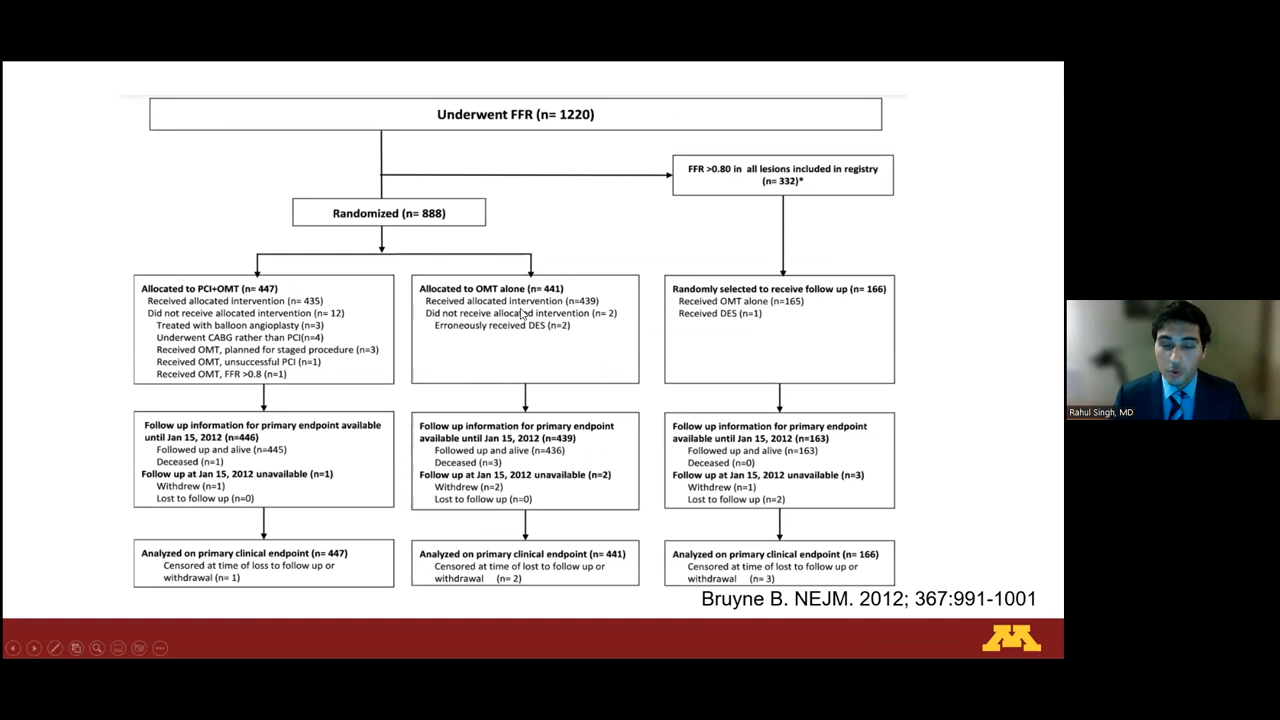 Underwent FFR (n= 1220)
FFR >0.80 in all lesions included in registry
(n= 332)*
Randomized (n= 888)
Allocated to PCI+OMT (n= 447)
Received allocated intervention (n= 435)
Did not receive allocated intervention (n= 12)
Treated with balloon angioplasty (n=3)
Underwent CABG rather than PCI(n=4)
Received OMT, planned for staged procedure (n=3)
Received OMT, unsuccessful PCI (n=1)
Received OMT, FFR >0.8 (n=1)
Allocated to OMT alone (n= 441)
Received allocated intervention (n=439)
Did not receive allocated intervention (n= 2)
Erroneously received DES (n=2)
Randomly selected to receive follow up (n= 166)
Received OMT alone (n=165)
Received DES (n=1)
Follow up information for primary endpoint available
until Jan 15, 2012 (n=446)
Followed up and alive (n=445)
Deceased (n=1)
Follow up at Jan 15, 2012 unavailable (n=1)
Withdrew (n=1)
Lost to follow up (n=0)
Follow up information for primary endpoint
available until Jan 15, 2012 (n=439)
Followed up and alive (n=436)
Deceased (n=3)
Follow up at Jan 15, 2012 unavailable (n=2)
Withdrew (n=2)
Lost to follow up (n=0)
Follow up information for primary endpoint
available until Jan 15, 2012 (n=163)
Followed up and alive (n=163)
Deceased (n=0)
Follow up at Jan 15, 2012 unavailable (n=3)
Withdrew (n=1)
Lost to follow up (n=2)
Analyzed on primary clinical endpoint (n= 447)
Censored at time of loss to follow up or
withdrawal (n= 1)
Analyzed on primary clinical endpoint (n= 441)
Censored at time of lost to follow up or
withdrawal (n= 2)
Analyzed on primary clinical endpoint (n= 166)
Censored at time of lost to follow up or
withdrawal (n= 3)
Bruyne B. NEJM. 2012; 367:991-1001
M
Rahul Singh, MD